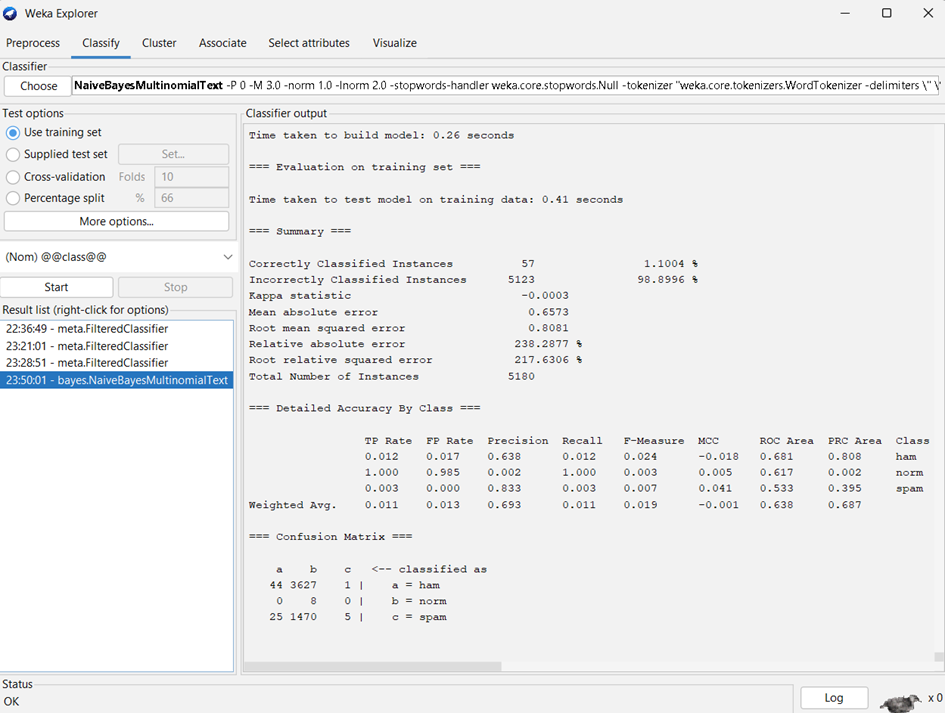 Weka Explorer
Preprocess Classify Cluster Associate Select attributes Visualize
Classifier
Choose NaiveBayesMultinomialText -P 0 -M 3.0 -norm 1.0 -lnorm 2.0 -stopwords-handler weka.core.stopwords.Null -tokenizer "weka.core.tokenizers.WordTokenizer -delimiters \" \'
Test options
Use training set
Supplied test set Set...
Cross-validation Folds 10
Percentage split % 66
More options...
(Nom) @@class@@
Start Stop
Result list (right-click for options)
22:36:49 - meta.FilteredClassifier
23:21:01 - meta.FilteredClassifier
23:28:51 - meta.FilteredClassifier
23:50:01 - bayes.NaiveBayesMultinomialText
Classifier output
Time taken to build model: 0.26 seconds
=== Evaluation on training set ===
Time taken to test model on training data: 0.41 seconds
=== Summary ===
Correctly Classified Instances 57 1.1004 %
Incorrectly Classified Instances 5123 98.8996 %
Kappa statistic -0.0003
Mean absolute error 0.6573
Root mean squared error 0.8081
Relative absolute error 238.2877 %
Root relative squared error 217.6306 %
Total Number of Instances 5180
=== Detailed Accuracy By Class ===
TP Rate FP Rate Precision Recall F-Measure MCC ROC Area PRC Area Class
0.012 0.017 0.638 0.012 0.024 -0.018 0.681 0.808 ham
1.000 0.985 0.002 1.000 0.003 0.005 0.617 0.002 norm
0.003 0.000 0.833 0.003 0.007 0.041 0.533 0.395 spam
Weighted Avg. 0.011 0.013 0.693 0.011 0.019 -0.001 0.638 0.687
=== Confusion Matrix ===
a b c <-- classified as
44 3627 1 | a = ham
0 8 0 | b = norm
25 1470 5 | c = spam
Status
OK
Log x 0